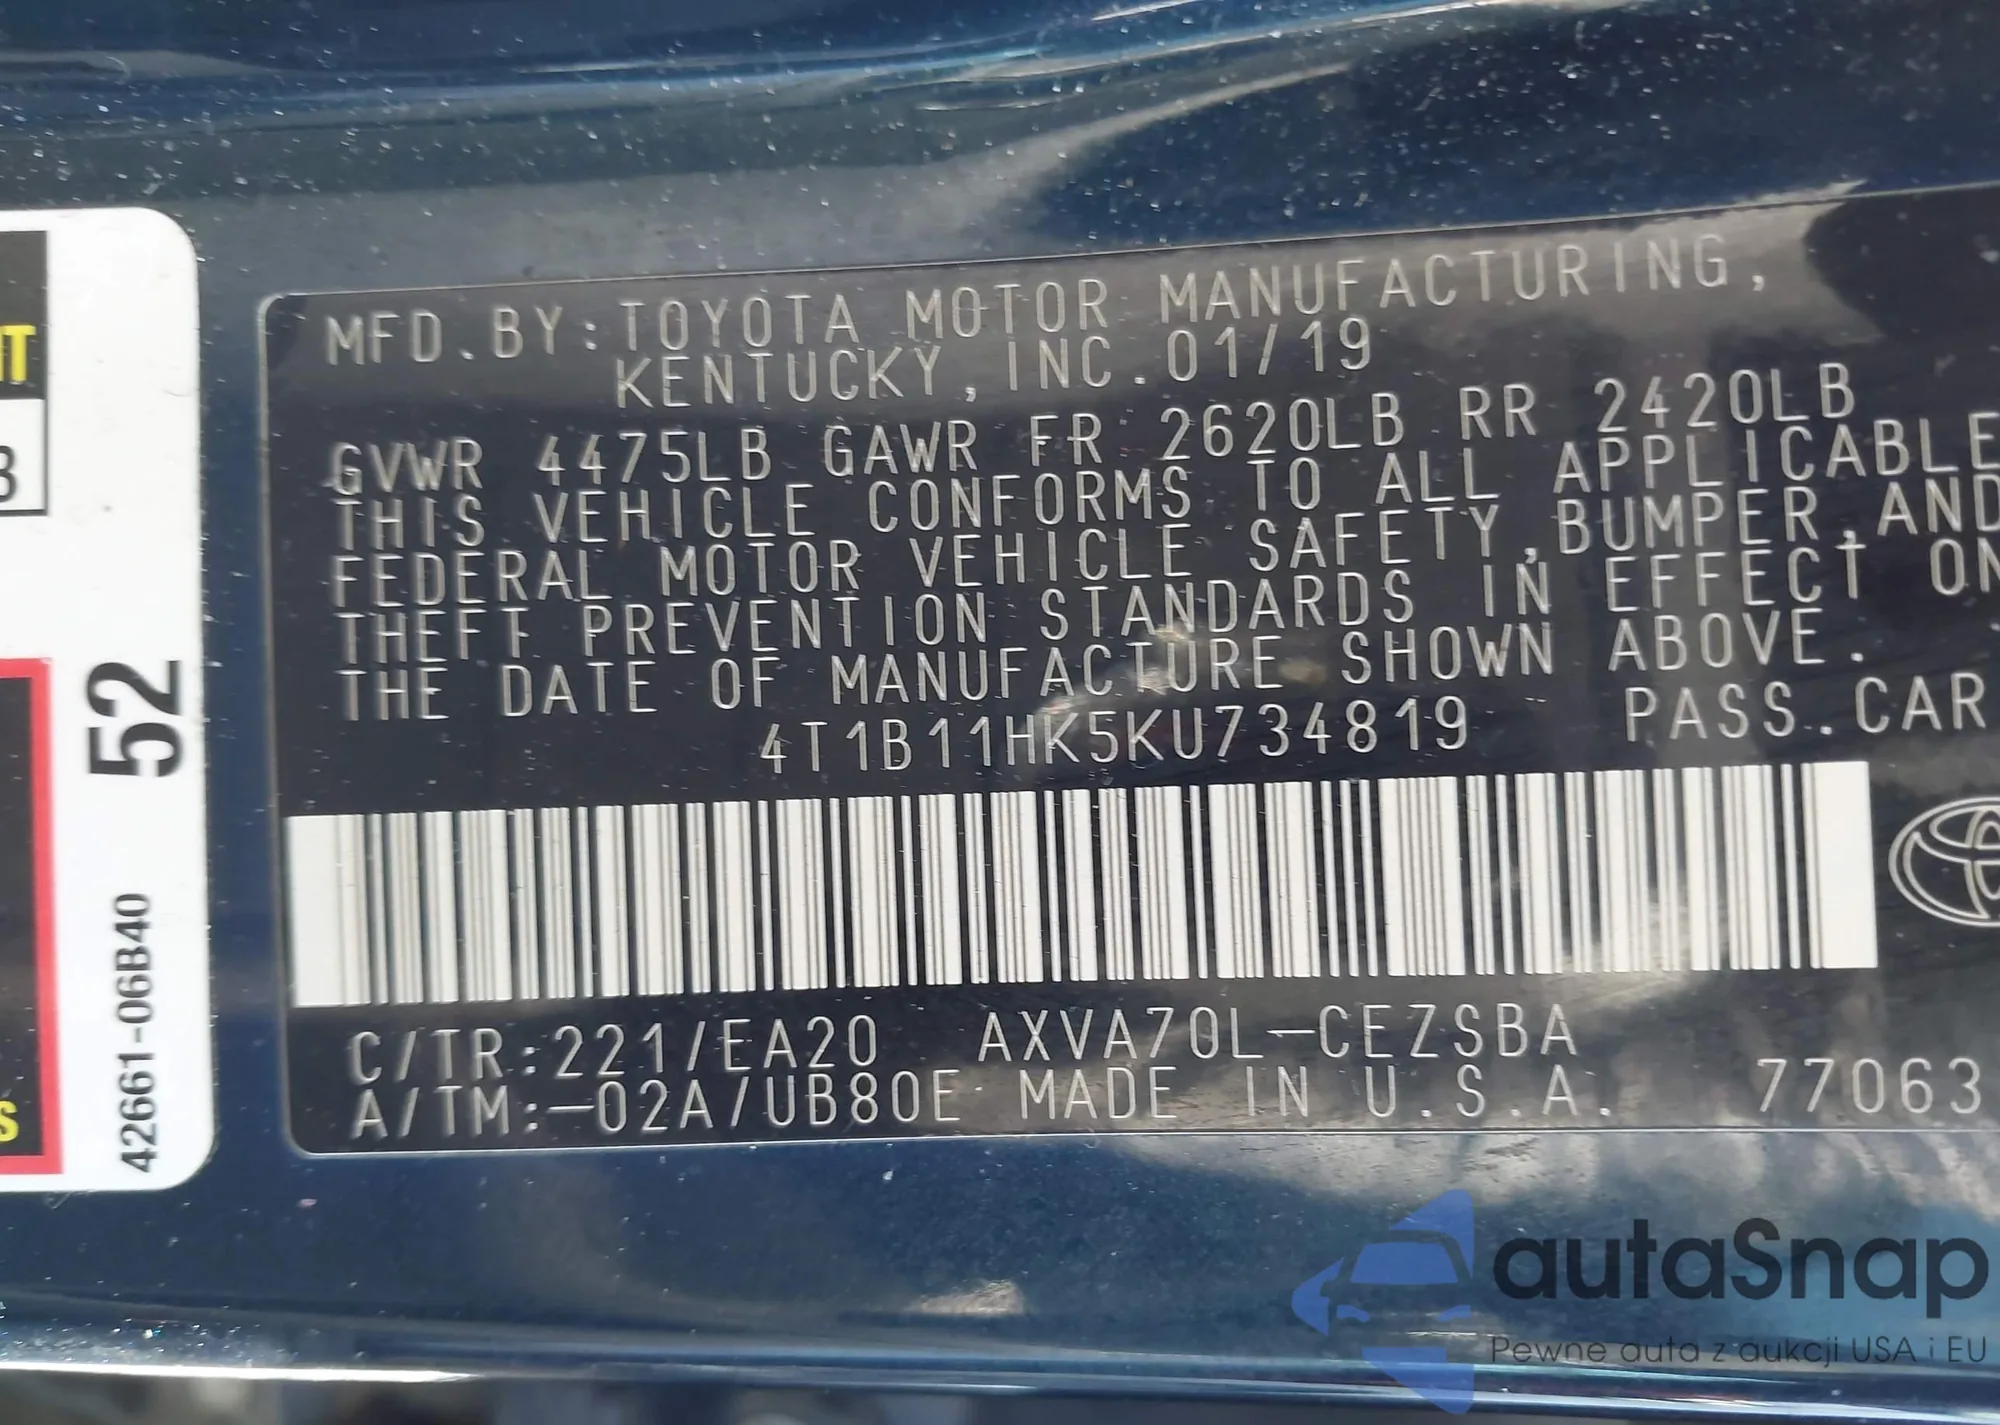 MFD.BY:TOYOTA MOTOR MANUFACTURING,
KENTUCKY,INC.01/19
GVWR 4475LB GAWR FR 2620LB RR 2420LB
THIS VEHICLE CONFORMS TO ALL APPLICABLE
FEDERAL MOTOR VEHICLE SAFETY,BUMPER,AND
THEFT PREVENTION STANDARDS IN EFFECT ON
THE DATE OF MANUFACTURE SHOWN ABOVE.
4T1B11HK5KU734819 PASS.CAR
C/TR:221/EA20 AXVA70L-CEZSBA
A/TM:-02A/UB80E MADE IN U.S.A. 77063
52
42661-06B40
autaSnap
Pewne auta z aukcji USA i EU